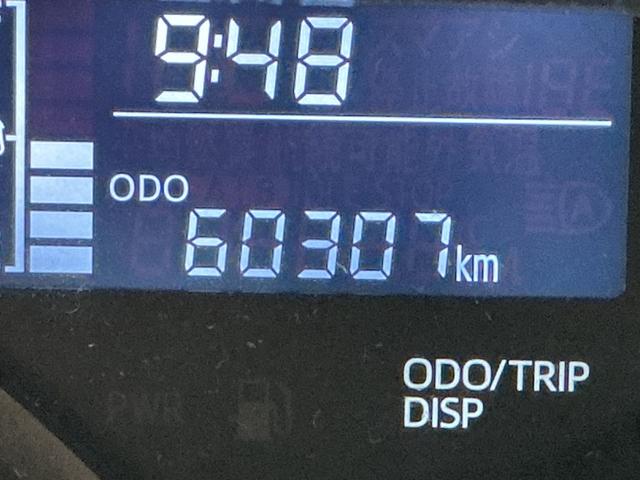 9:48
ODO
60307km
ODO/TRIP
DISP